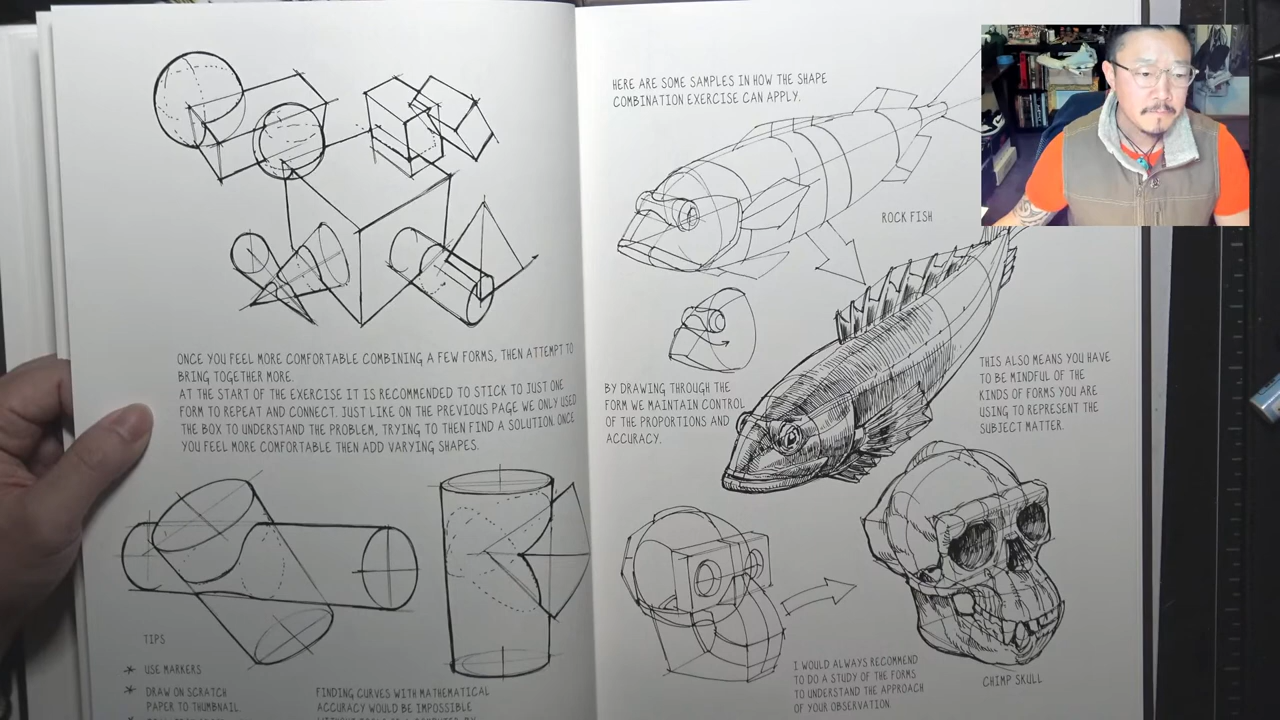 ONCE YOU FEEL MORE COMFORTABLE COMBINING A FEW FORMS, THEN ATTEMPT TO
BRING TOGETHER MORE.
AT THE START OF THE EXERCISE IT IS RECOMMENDED TO STICK TO JUST ONE
FORM TO REPEAT AND CONNECT. JUST LIKE ON THE PREVIOUS PAGE WE ONLY USED
THE BOX TO UNDERSTAND THE PROBLEM, TRYING TO THEN FIND A SOLUTION. ONCE
YOU FEEL MORE COMFORTABLE THEN ADD VARYING SHAPES.
TIPS
* USE MARKERS
* DRAW ON SCRATCH
PAPER TO THUMBNAIL.
FINDING CURVES WITH MATHEMATICAL
ACCURACY WOULD BE IMPOSSIBLE
HERE ARE SOME SAMPLES IN HOW THE SHAPE
COMBINATION EXERCISE CAN APPLY.
ROCK FISH
BY DRAWING THROUGH THE
FORM WE MAINTAIN CONTROL
OF THE PROPORTIONS AND
ACCURACY.
THIS ALSO MEANS YOU HAVE
TO BE MINDFUL OF THE
KINDS OF FORMS YOU ARE
USING TO REPRESENT THE
SUBJECT MATTER.
I WOULD ALWAYS RECOMMEND
TO DO A STUDY OF THE FORMS
TO UNDERSTAND THE APPROACH
OF YOUR OBSERVATION.
CHIMP SKULL